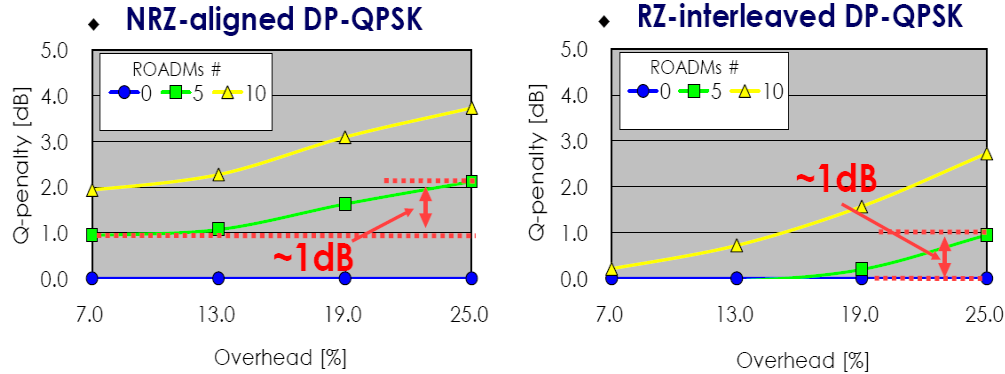 ◆ NRZ-aligned DP-QPSK
5.0
4.0
3.0
2.0
1.0
0.0
Q-penalty [dB]
ROADMs #
0 5 10
~1dB
7.0 13.0 19.0 25.0
Overhead [%]
◆ RZ-interleaved DP-QPSK
5.0
4.0
3.0
2.0
1.0
0.0
Q-penalty [dB]
ROADMs #
0 5 10
~1dB
7.0 13.0 19.0 25.0
Overhead [%]